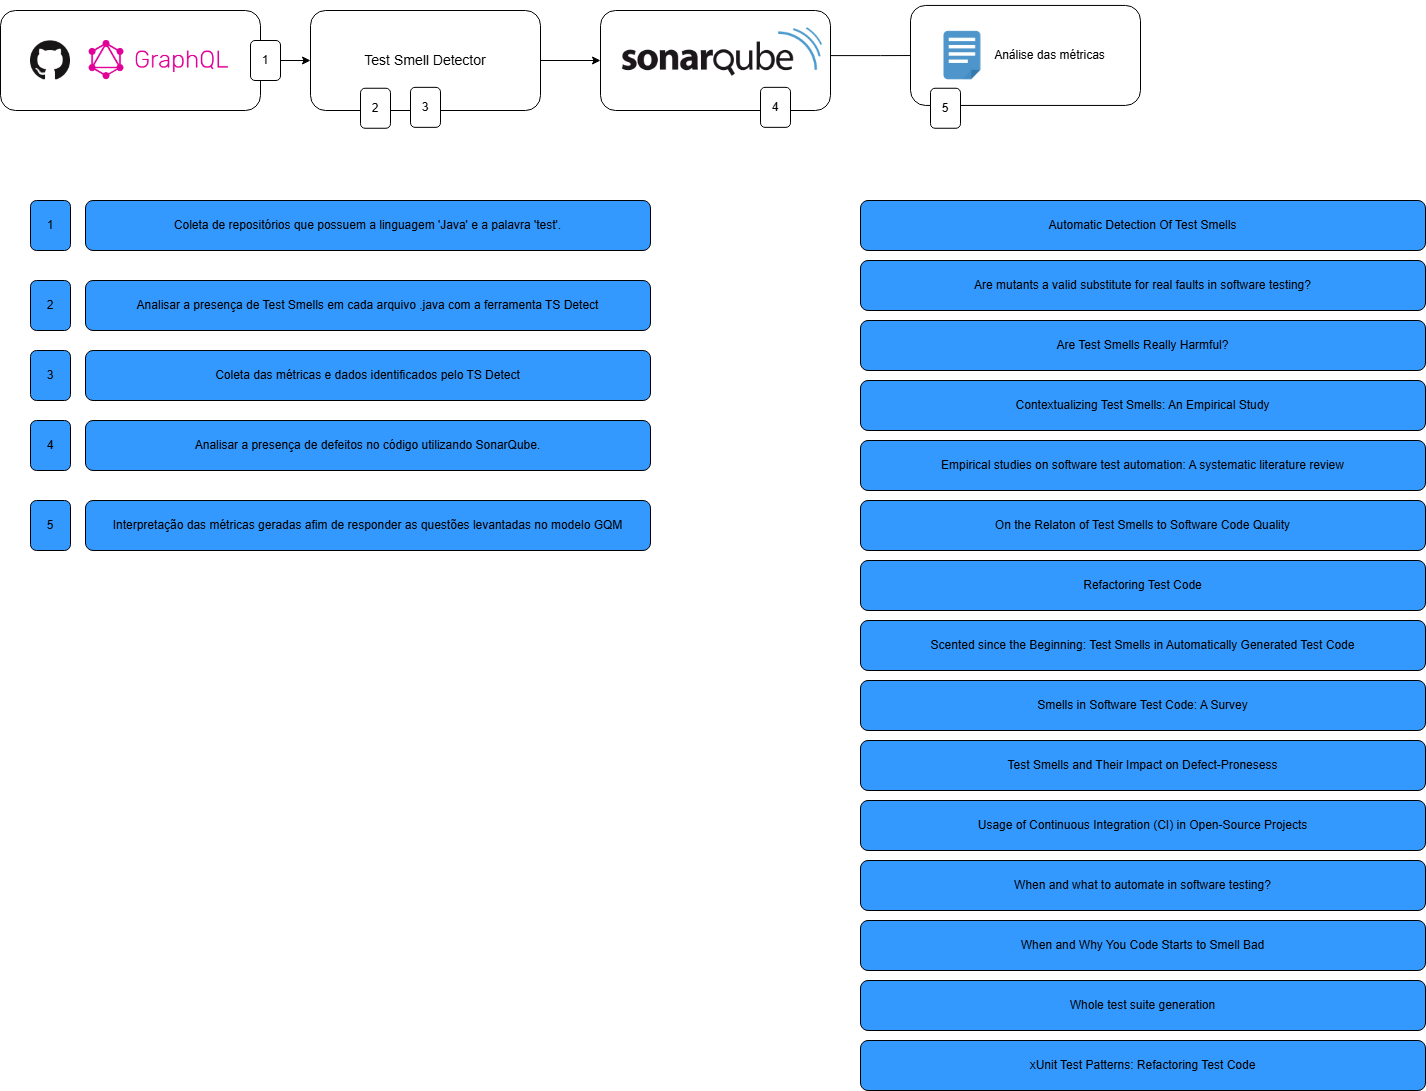 GraphQL
1
Test Smell Detector
2
3
sonarqube
4
Análise das métricas
5
1
Coleta de repositórios que possuem a linguagem 'Java' e a palavra 'test'.
2
Analisar a presença de Test Smells em cada arquivo .java com a ferramenta TS Detect
3
Coleta das métricas e dados identificados pelo TS Detect
4
Analisar a presença de defeitos no código utilizando SonarQube.
5
Interpretação das métricas geradas afim de responder as questões levantadas no modelo GQM
Automatic Detection Of Test Smells
Are mutants a valid substitute for real faults in software testing?
Are Test Smells Really Harmful?
Contextualizing Test Smells: An Empirical Study
Empirical studies on software test automation: A systematic literature review
On the Relaton of Test Smells to Software Code Quality
Refactoring Test Code
Scented since the Beginning: Test Smells in Automatically Generated Test Code
Smells in Software Test Code: A Survey
Test Smells and Their Impact on Defect-Pronesess
Usage of Continuous Integration (CI) in Open-Source Projects
When and what to automate in software testing?
When and Why You Code Starts to Smell Bad
Whole test suite generation
xUnit Test Patterns: Refactoring Test Code